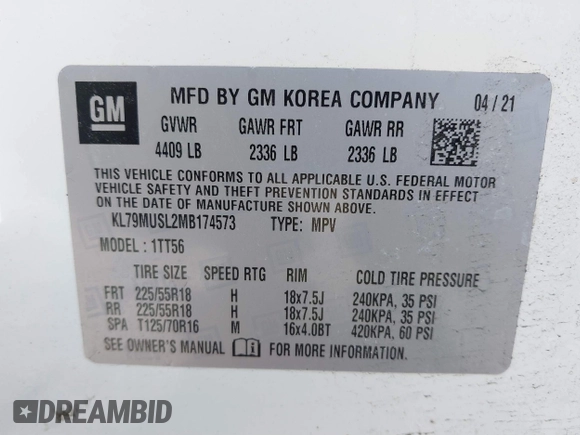 GM
MFD BY GM KOREA COMPANY 04/21
GVWR GAWR FRT GAWR RR
4409 LB 2336 LB 2336 LB
THIS VEHICLE CONFORMS TO ALL APPLICABLE U.S. FEDERAL MOTOR
VEHICLE SAFETY AND THEFT PREVENTION STANDARDS IN EFFECT
ON THE DATE OF MANUFACTURE SHOWN ABOVE.
KL79MUSL2MB174573 TYPE: MPV
MODEL: 1TT56
TIRE SIZE SPEED RTG RIM COLD TIRE PRESSURE
FRT 225/55R18 H 18x7.5J 240KPA, 35 PSI
RR 225/55R18 H 18x7.5J 240KPA, 35 PSI
SPA T125/70R16 M 16x4.0BT 420KPA, 60 PSI
SEE OWNER'S MANUAL FOR MORE INFORMATION.
DREAMBID